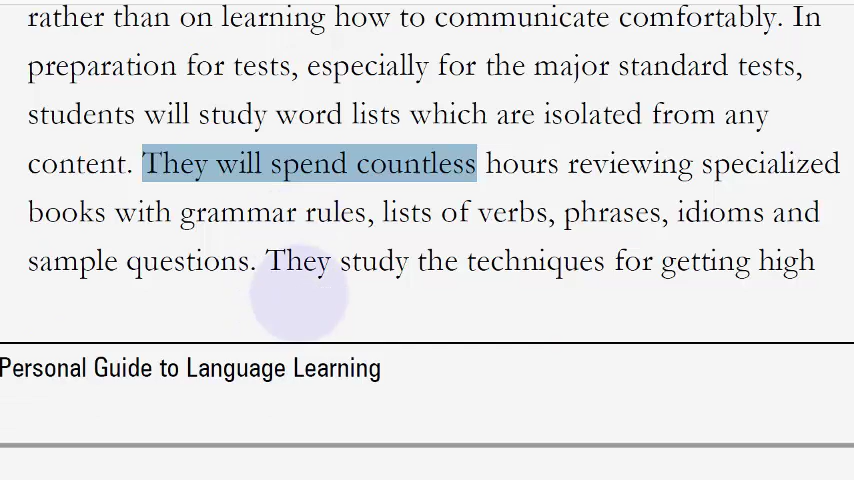 rather than on learning how to communicate comfortably. In
preparation for tests, especially for the major standard tests,
students will study word lists which are isolated from any
content. They will spend countless hours reviewing specialized
books with grammar rules, lists of verbs, phrases, idioms and
sample questions. They study the techniques for getting high
Personal Guide to Language Learning